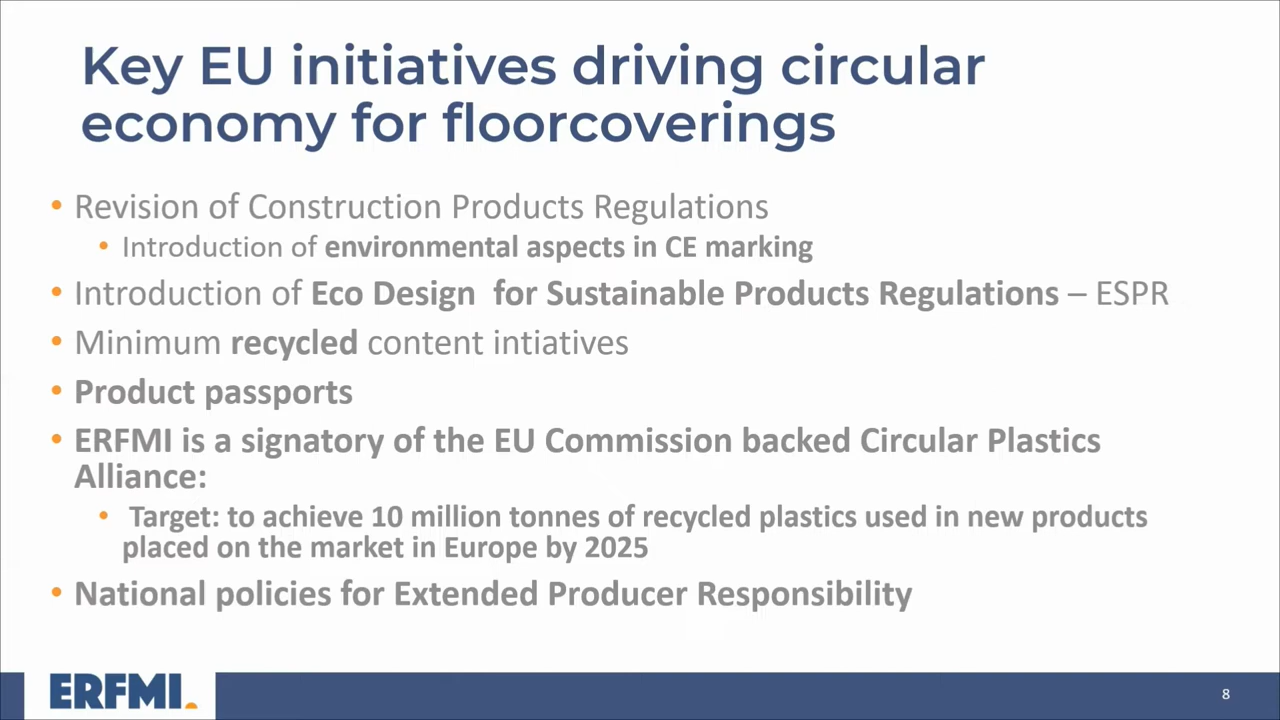 Key EU initiatives driving circular
economy for floorcoverings
• Revision of Construction Products Regulations
• Introduction of environmental aspects in CE marking
• Introduction of Eco Design  for Sustainable Products Regulations – ESPR
• Minimum recycled content intiatives
• Product passports
• ERFMI is a signatory of the EU Commission backed Circular Plastics
Alliance:
• Target: to achieve 10 million tonnes of recycled plastics used in new products
placed on the market in Europe by 2025
• National policies for Extended Producer Responsibility
ERFMI.
8